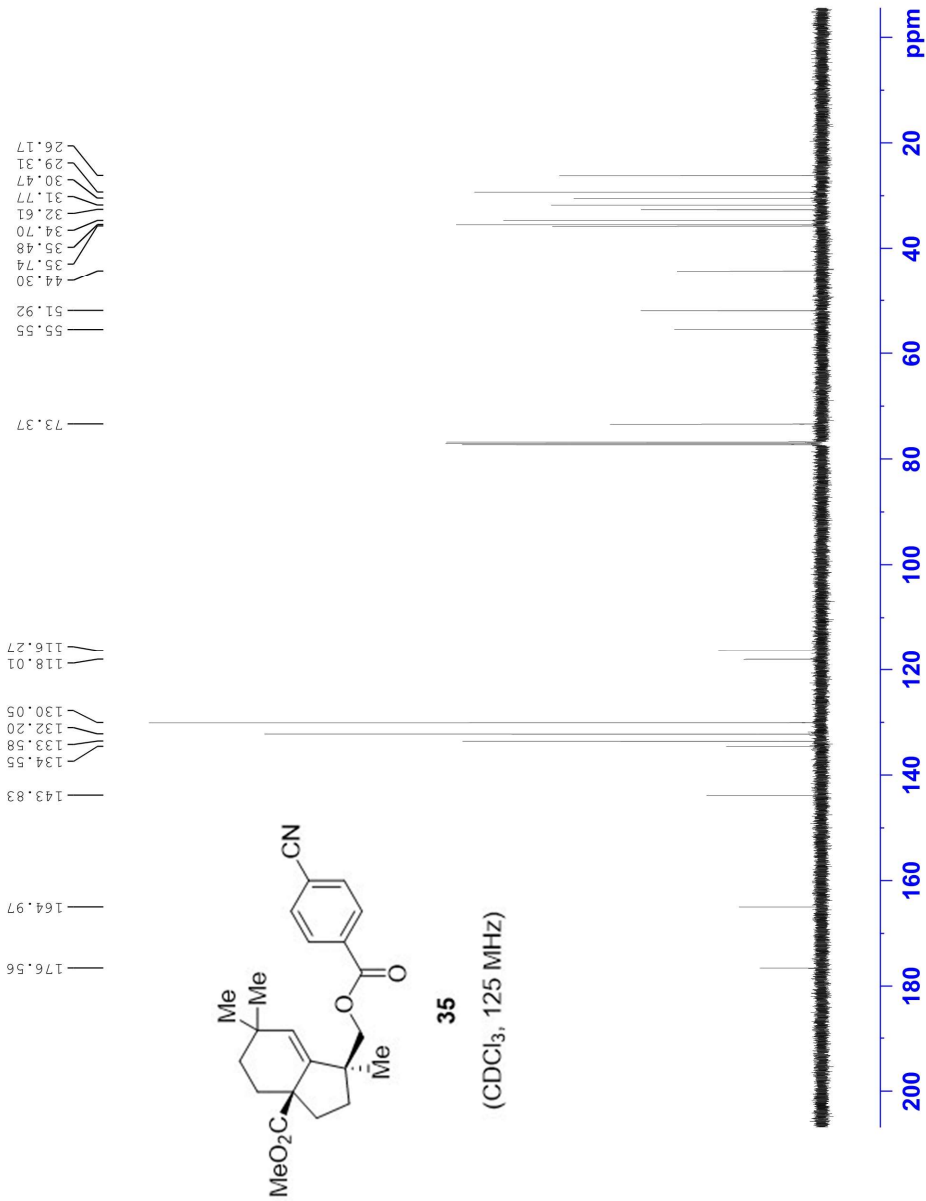 26.17
29.31
30.47
31.77
32.61
34.70
35.48
35.74
44.30
51.92
55.55
73.37
116.27
118.01
130.05
132.20
133.58
134.55
143.83
164.97
176.56
Me
Me
MeO2C
Me
O
O
CN
35
(CDCl3, 125 MHz)
200 180 160 140 120 100 80 60 40 20 ppm